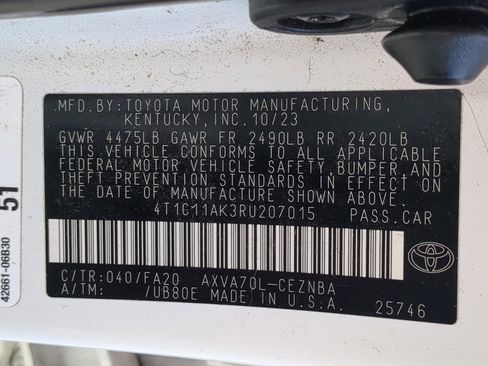 MFD.BY:TOYOTA MOTOR MANUFACTURING,
KENTUCKY, INC. 10/23
GVWR 4475LB GAWR FR 2490LB RR 2420LB
THIS VEHICLE CONFORMS TO ALL APPLICABLE
FEDERAL MOTOR VEHICLE SAFETY, BUMPER, AND
THEFT PREVENTION STANDARDS IN EFFECT ON
THE DATE OF MANUFACTURE SHOWN ABOVE.
4T1G11AK3RU207015 PASS.CAR
C/TR:040/FA20 AXVA70L-CEZNBA
A/TM: /UB80E MADE IN U.S.A.
25746
42661-06B30
51